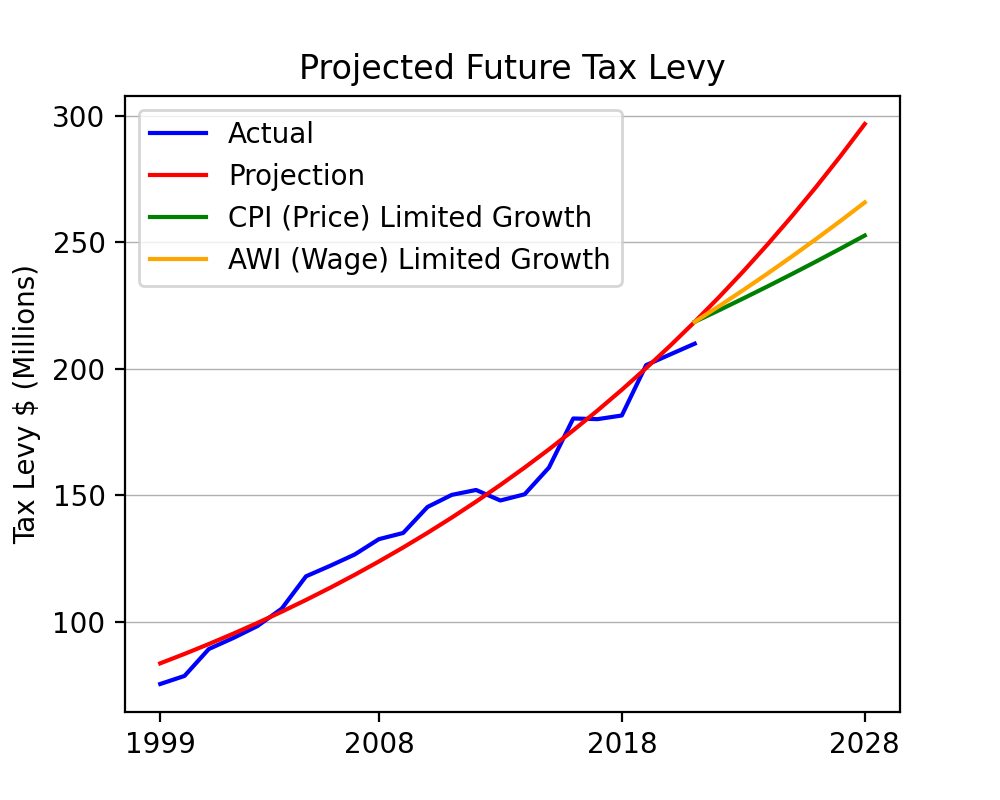 Projected Future Tax Levy
300
250
200
150
100
Tax Levy $ (Millions)
Actual
Projection
CPI (Price) Limited Growth
AWI (Wage) Limited Growth
1999 2008 2018 2028